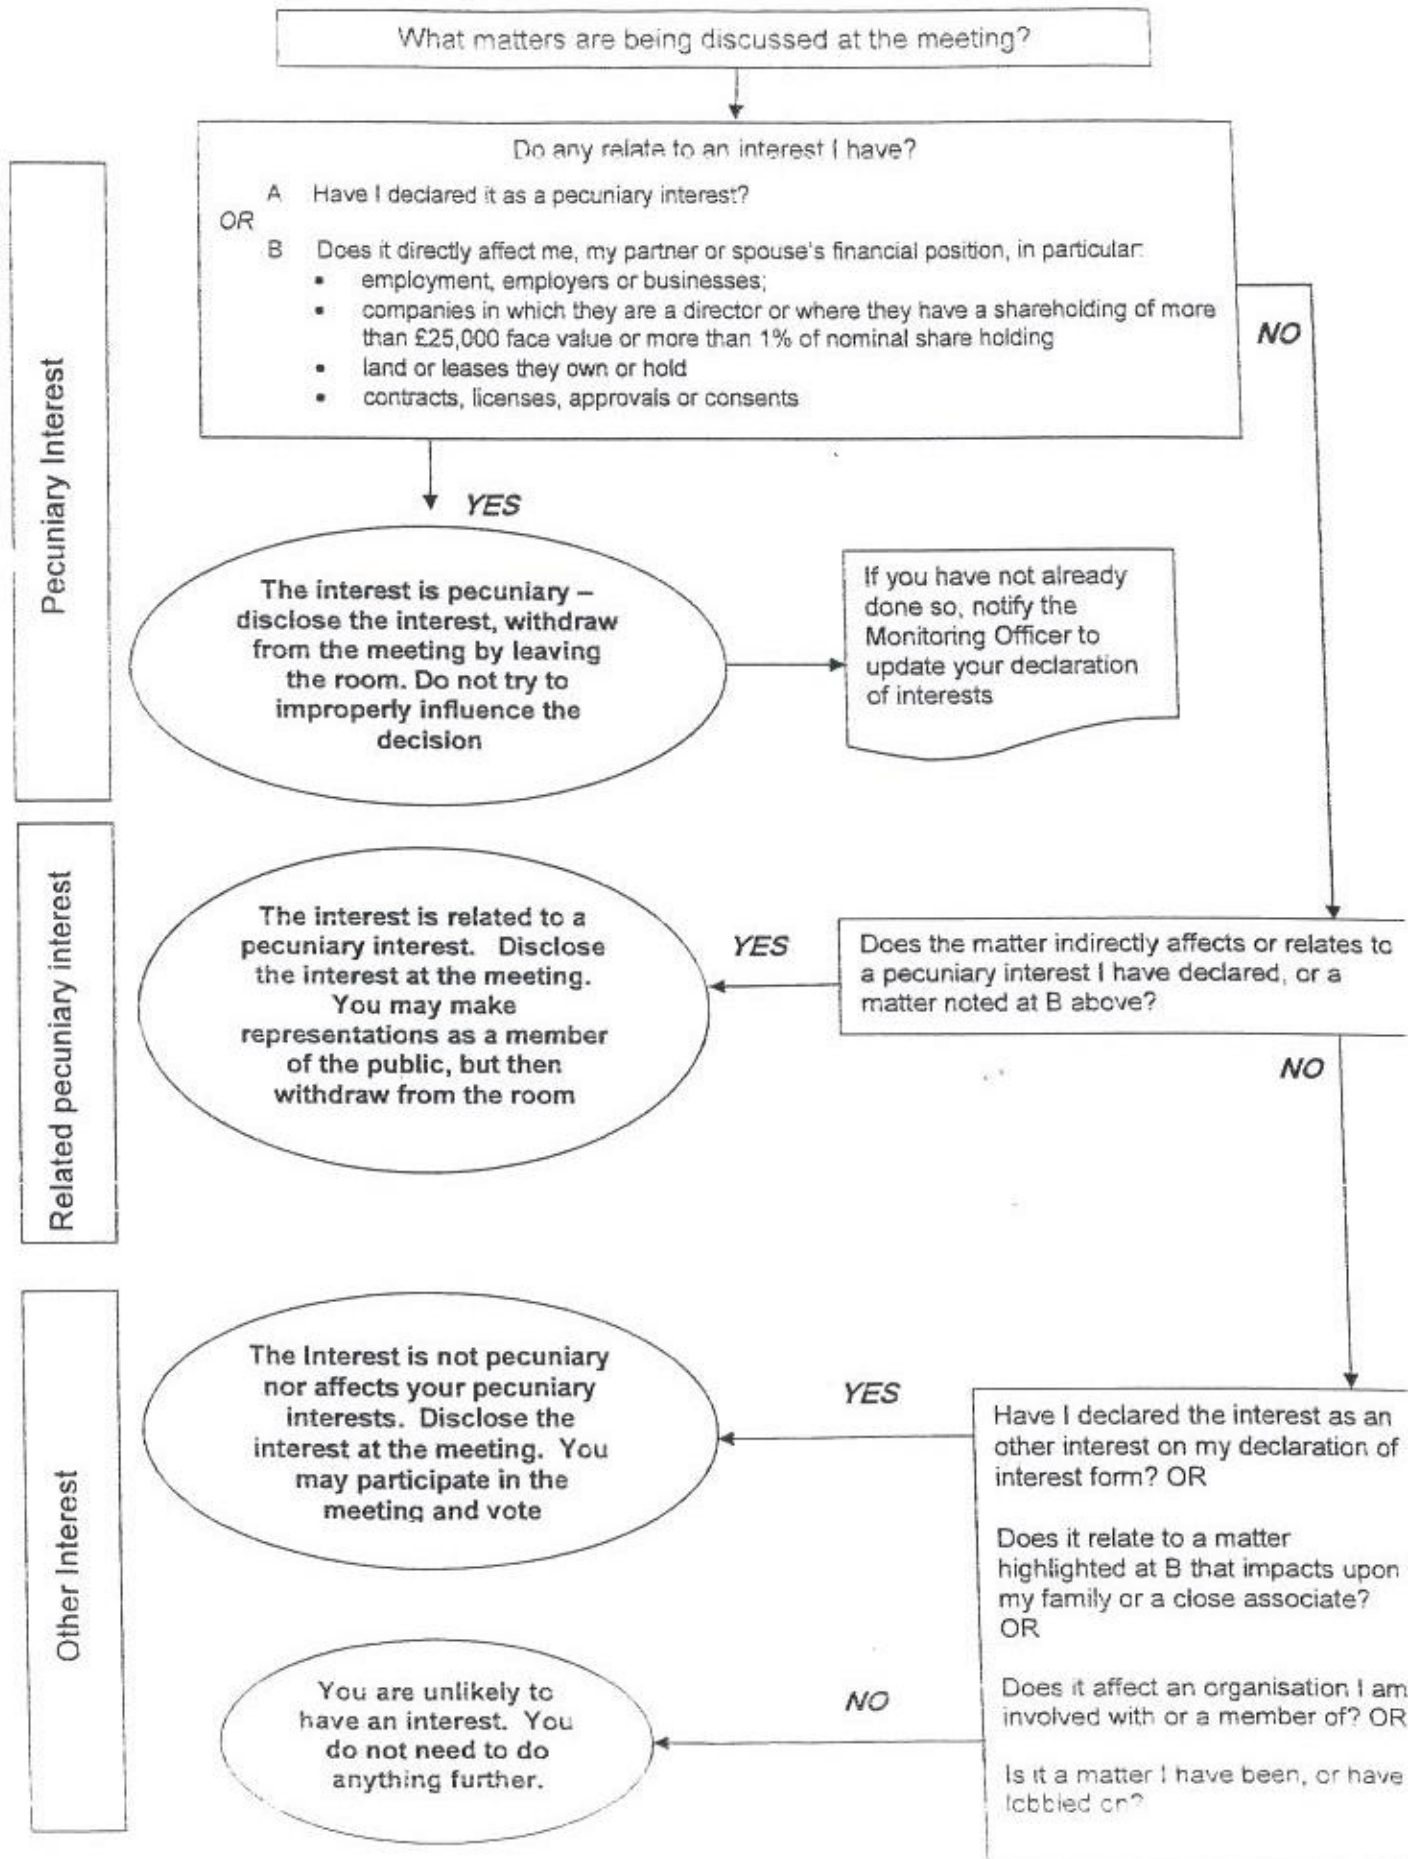 What matters are being discussed at the meeting?
Do any relate to an interest I have?
A Have I declared it as a pecuniary interest?
OR
B Does it directly affect me, my partner or spouse's financial position, in particular:
• employment, employers or businesses;
• companies in which they are a director or where they have a shareholding of more
than £25,000 face value or more than 1% of nominal share holding
• land or leases they own or hold
• contracts, licenses, approvals or consents
NO
Pecuniary Interest
YES
The interest is pecuniary –
disclose the interest, withdraw
from the meeting by leaving
the room. Do not try to
improperly influence the
decision
If you have not already
done so, notify the
Monitoring Officer to
update your declaration
of interests
Related pecuniary interest
The interest is related to a
pecuniary interest. Disclose
the interest at the meeting.
You may make
representations as a member
of the public, but then
withdraw from the room
YES
Does the matter indirectly affects or relates to
a pecuniary interest I have declared, or a
matter noted at B above?
NO
Other Interest
The Interest is not pecuniary
nor affects your pecuniary
interests. Disclose the
interest at the meeting. You
may participate in the
meeting and vote
YES
Have I declared the interest as an
other interest on my declaration of
interest form? OR
Does it relate to a matter
highlighted at B that impacts upon
my family or a close associate?
OR
Does it affect an organisation I am
involved with or a member of? OR
Is it a matter I have been, or have
lobbied on?
NO
You are unlikely to
have an interest. You
do not need to do
anything further.